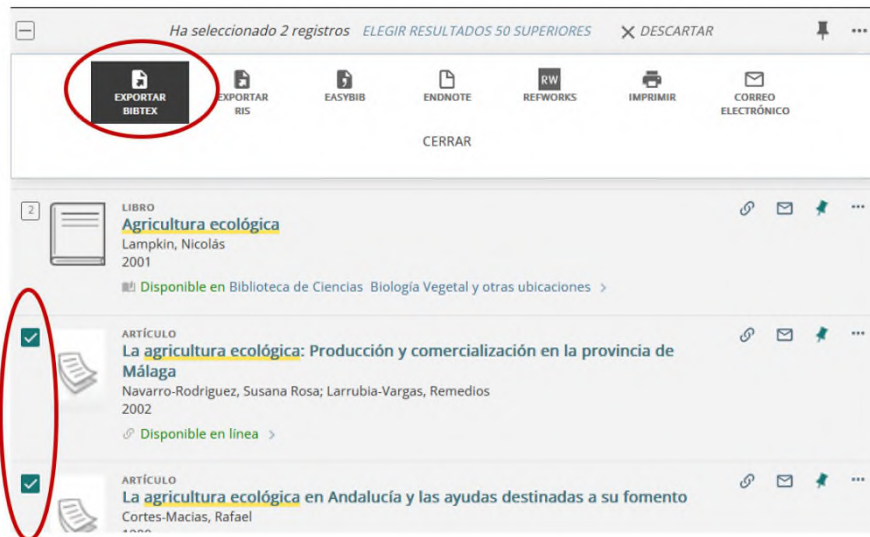 Ha seleccionado 2 registros ELEGIR RESULTADOS 50 SUPERIORES DESCARTAR
EXPORTAR BIBTEX
EXPORTAR RIS
EASYBIB
ENDNOTE
RW REFWORKS
IMPRIMIR
CORREO ELECTRÓNICO
CERRAR
2
LIBRO
Agricultura ecológica
Lampkin, Nicolás
2001
Disponible en Biblioteca de Ciencias Biología Vegetal y otras ubicaciones >
ARTÍCULO
La agricultura ecológica: Producción y comercialización en la provincia de
Málaga
Navarro-Rodriguez, Susana Rosa; Larrubia-Vargas, Remedios
2002
Disponible en línea >
ARTÍCULO
La agricultura ecológica en Andalucía y las ayudas destinadas a su fomento
Cortes-Macias, Rafael